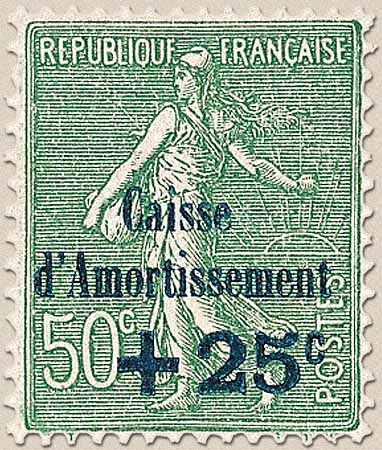 REPUBLIQUE FRANÇAISE
Caisse
d'Amortissement
50c
+25c
POSTES